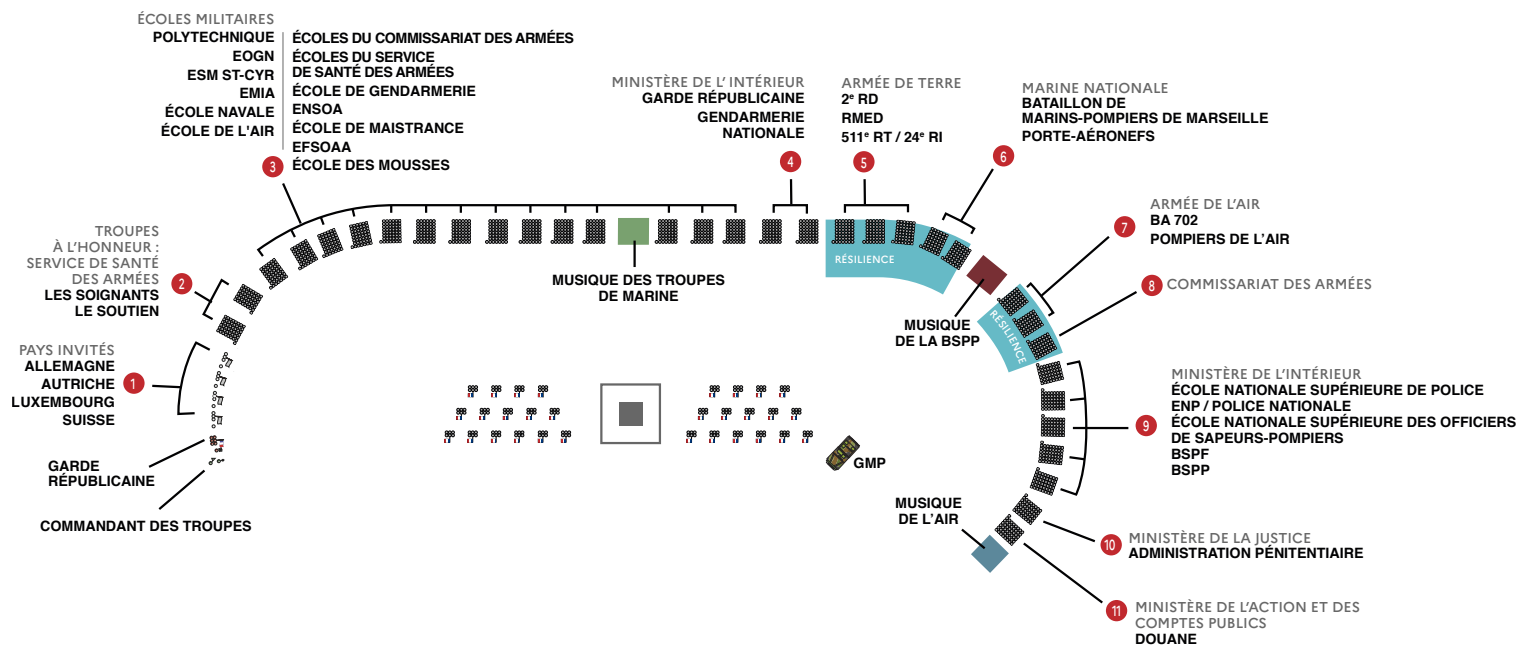 ÉCOLES MILITAIRES
POLYTECHNIQUE
EOGN
ESM ST-CYR
EMIA
ÉCOLE NAVALE
ÉCOLE DE L'AIR
ÉCOLES DU COMMISSARIAT DES ARMÉES
ÉCOLES DU SERVICE
DE SANTÉ DES ARMÉES
ÉCOLE DE GENDARMERIE
ENSOA
ÉCOLE DE MAISTRANCE
EFSOAA
ÉCOLE DES MOUSSES
3
MINISTÈRE DE L' INTÉRIEUR
GARDE RÉPUBLICAINE
GENDARMERIE
NATIONALE
4
ARMÉE DE TERRE
2e RD
RMED
511e RT / 24e RI
5
MARINE NATIONALE
BATAILLON DE
MARINS-POMPIERS DE MARSEILLE
PORTE-AÉRONEFS
6
ARMÉE DE L'AIR
BA 702
POMPIERS DE L'AIR
7
8 COMMISSARIAT DES ARMÉES
TROUPES
À L'HONNEUR :
SERVICE DE SANTÉ
DES ARMÉES
LES SOIGNANTS
LE SOUTIEN
2
MUSIQUE DES TROUPES
DE MARINE
RÉSILIENCE
MUSIQUE
DE LA BSPP
RÉSILIENCE
PAYS INVITÉS
ALLEMAGNE
AUTRICHE
LUXEMBOURG
SUISSE
1
MINISTÈRE DE L'INTÉRIEUR
ÉCOLE NATIONALE SUPÉRIEURE DE POLICE
ENP / POLICE NATIONALE
ÉCOLE NATIONALE SUPÉRIEURE DES OFFICIERS
DE SAPEURS-POMPIERS
BSPF
BSPP
9
GARDE
RÉPUBLICAINE
COMMANDANT DES TROUPES
GMP
MUSIQUE
DE L'AIR
10 MINISTÈRE DE LA JUSTICE
ADMINISTRATION PÉNITENTIAIRE
11 MINISTÈRE DE L'ACTION ET DES
COMPTES PUBLICS
DOUANE